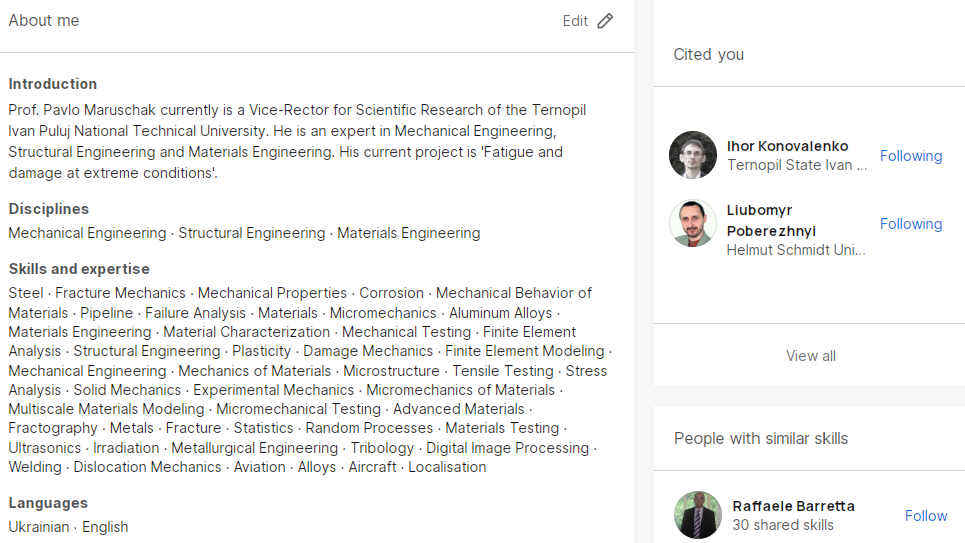 About me
Edit
Introduction
Prof. Pavlo Maruschak currently is a Vice-Rector for Scientific Research of the Ternopil
Ivan Puluj National Technical University. He is an expert in Mechanical Engineering,
Structural Engineering and Materials Engineering. His current project is 'Fatigue and
damage at extreme conditions'.
Disciplines
Mechanical Engineering · Structural Engineering · Materials Engineering
Skills and expertise
Steel · Fracture Mechanics · Mechanical Properties · Corrosion · Mechanical Behavior of
Materials · Pipeline · Failure Analysis · Materials · Micromechanics · Aluminum Alloys ·
Materials Engineering · Material Characterization · Mechanical Testing · Finite Element
Analysis · Structural Engineering · Plasticity · Damage Mechanics · Finite Element Modeling ·
Mechanical Engineering · Mechanics of Materials · Microstructure · Tensile Testing · Stress
Analysis · Solid Mechanics · Experimental Mechanics · Micromechanics of Materials ·
Multiscale Materials Modeling · Micromechanical Testing · Advanced Materials ·
Fractography · Metals · Fracture · Statistics · Random Processes · Materials Testing ·
Ultrasonics · Irradiation · Metallurgical Engineering · Tribology · Digital Image Processing ·
Welding · Dislocation Mechanics · Aviation · Alloys · Aircraft · Localisation
Languages
Ukrainian · English
Cited you
Ihor Konovalenko
Ternopil State Ivan ...
Following
Liubomyr
Poberezhnyi
Helmut Schmidt Uni...
Following
View all
People with similar skills
Raffaele Barretta
30 shared skills
Follow